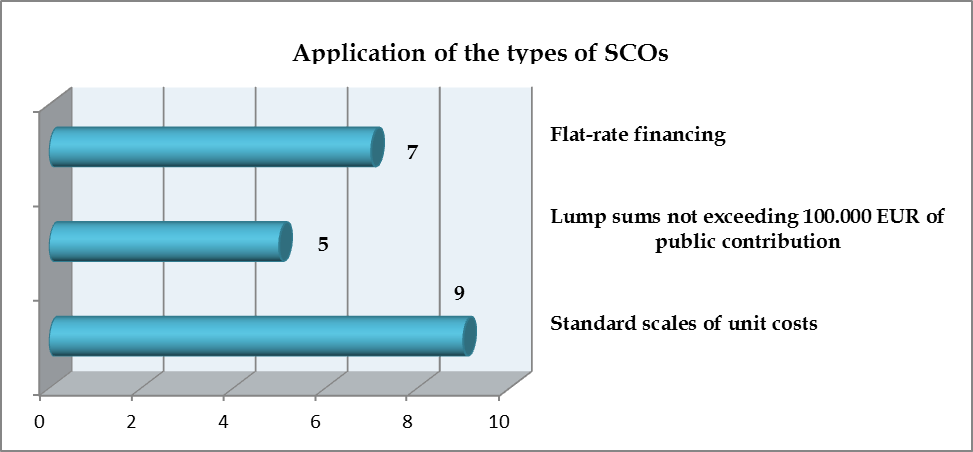 Application of the types of SCOs
7
Flat-rate financing
5
Lump sums not exceeding 100.000 EUR of
public contribution
9
Standard scales of unit costs
0 2 4 6 8 10